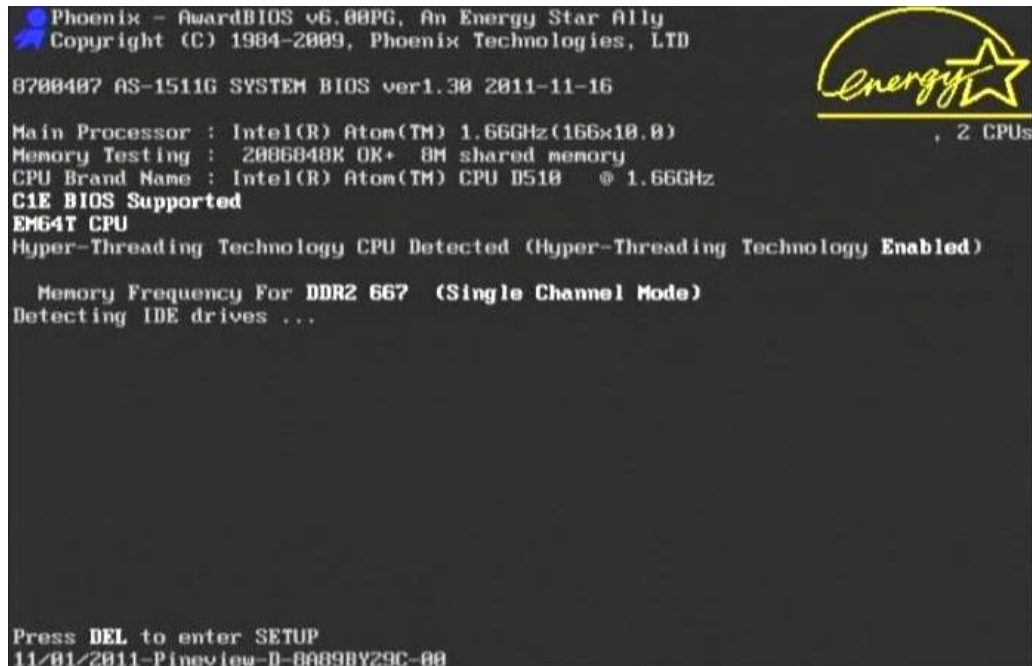 Phoenix - AwardBIOS v6.00PG, An Energy Star Ally
Copyright (C) 1984-2009, Phoenix Technologies, LTD
energy
8700407 AS-1511G SYSTEM BIOS ver1.30 2011-11-16
Main Processor : Intel(R) Atom(TM) 1.66GHz(166x10.0) , 2 CPUs
Memory Testing : 2086848K OK+ 8M shared memory
CPU Brand Name : Intel(R) Atom(TM) CPU D510 @ 1.66GHz
C1E BIOS Supported
EM64T CPU
Hyper-Threading Technology CPU Detected (Hyper-Threading Technology Enabled)
Memory Frequency For DDR2 667 (Single Channel Mode)
Detecting IDE drives ...
Press DEL to enter SETUP
11/01/2011-Pineview-D-8A89BYZ9C-00